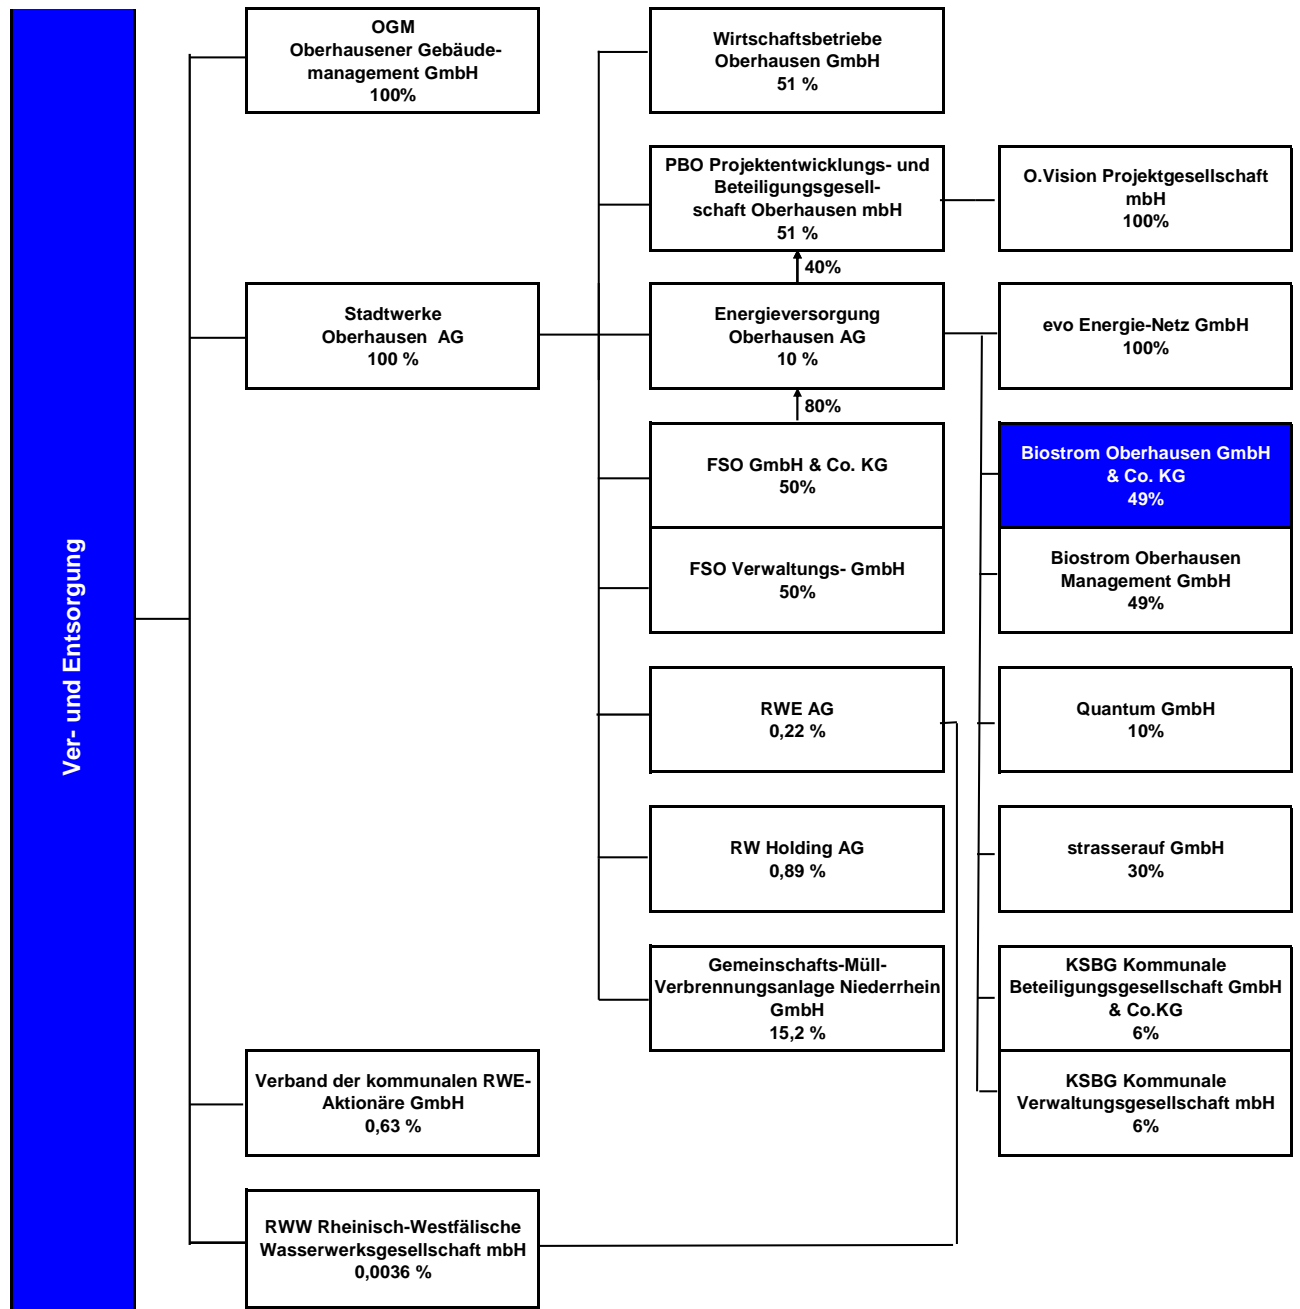 Ver- und Entsorgung
OGM
Oberhausener Gebäude-
management GmbH
100%
Stadtwerke
Oberhausen AG
100 %
Verband der kommunalen RWE-
Aktionäre GmbH
0,63 %
RWW Rheinisch-Westfälische
Wasserwerksgesellschaft mbH
0,0036 %
Wirtschaftsbetriebe
Oberhausen GmbH
51 %
PBO Projektentwicklungs- und
Beteiligungsgesell-
schaft Oberhausen mbH
51 %
40%
Energieversorgung
Oberhausen AG
10 %
80%
FSO GmbH & Co. KG
50%
FSO Verwaltungs- GmbH
50%
RWE AG
0,22 %
RW Holding AG
0,89 %
Gemeinschafts-Müll-
Verbrennungsanlage Niederrhein
GmbH
15,2 %
O.Vision Projektgesellschaft
mbH
100%
evo Energie-Netz GmbH
100%
Biostrom Oberhausen GmbH
& Co. KG
49%
Biostrom Oberhausen
Management GmbH
49%
Quantum GmbH
10%
strasserauf GmbH
30%
KSBG Kommunale
Beteiligungsgesellschaft GmbH
& Co.KG
6%
KSBG Kommunale
Verwaltungsgesellschaft mbH
6%